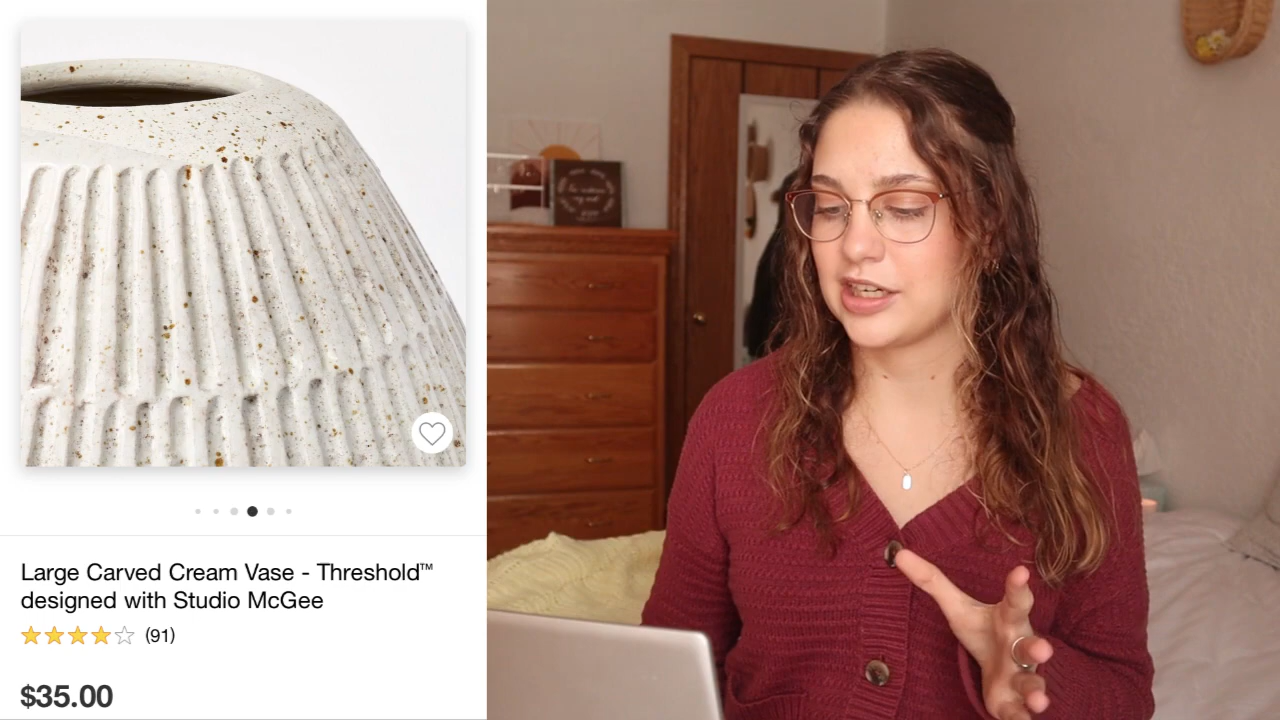 Large Carved Cream Vase - Threshold™
designed with Studio McGee
(91)
$35.00